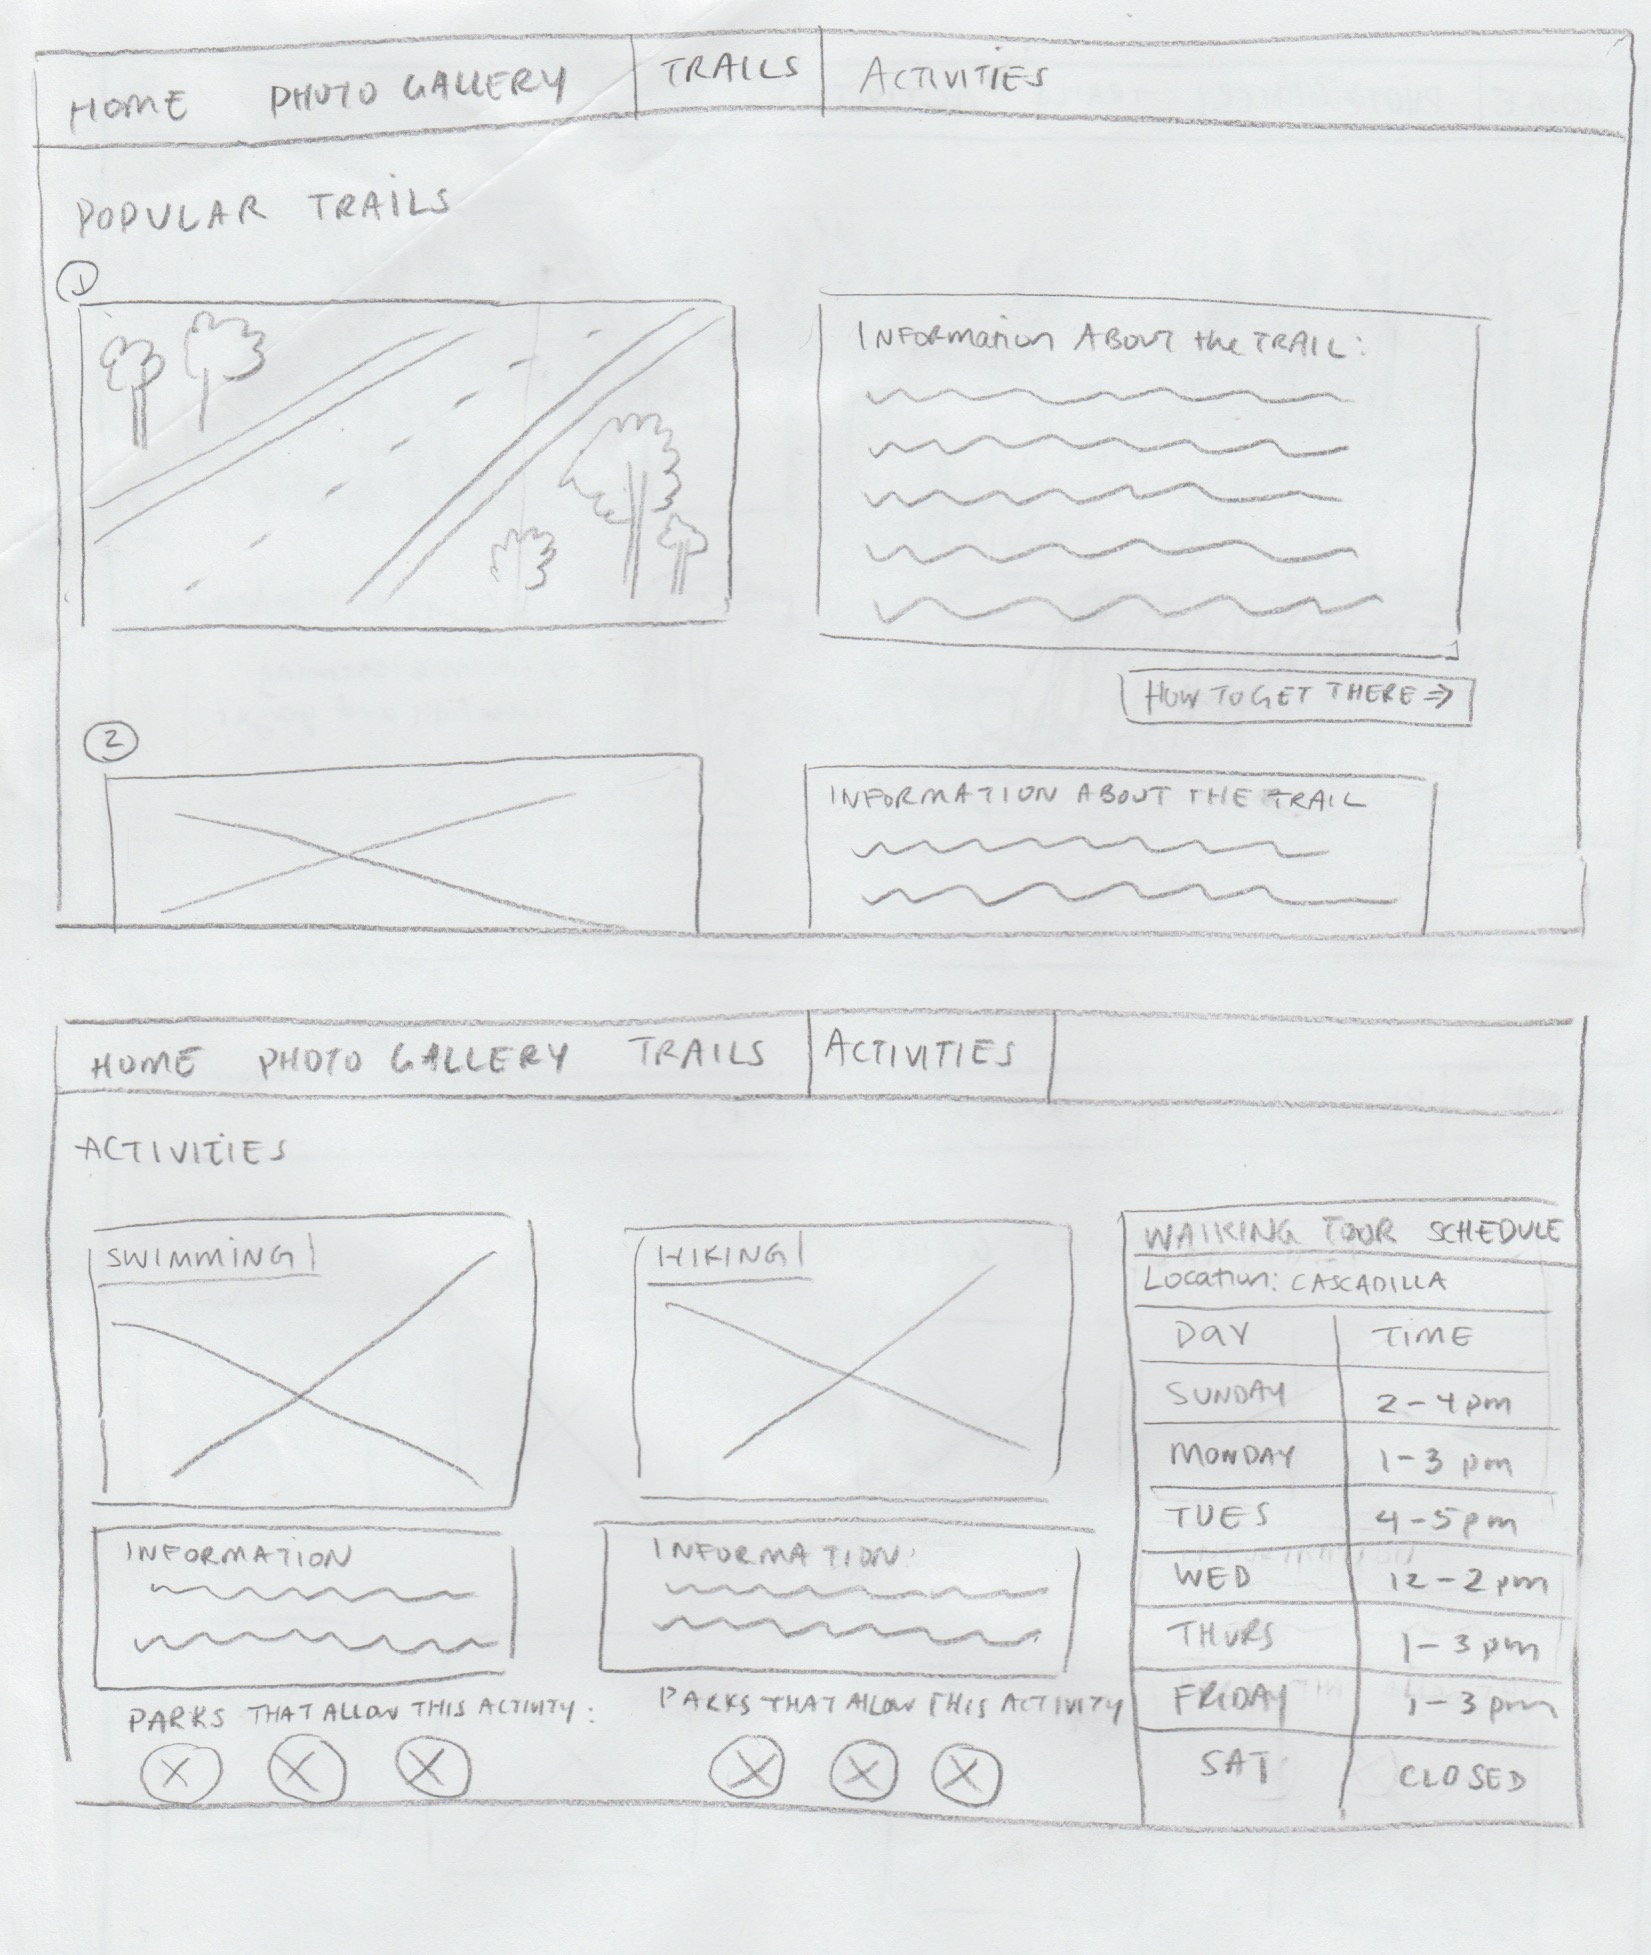 HOME PHOTO GALLERY TRAILS ACTIVITIES
POPULAR TRAILS
1
INFORMATION ABOUT the TRAIL:
HOW TO GET THERE ⇒
2
INFORMATION ABOUT THE TRAIL
HOME PHOTO GALLERY TRAILS ACTIVITIES
ACTIVITIES
SWIMMING
INFORMATION
PARKS THAT ALLOW THIS ACTIVITY:
HIKING
INFORMATION:
PARKS THAT ALLOW THIS ACTIVITY
WALKING TOUR SCHEDULE
Location: CASCADILLA
DAY TIME
SUNDAY 2-4pm
MONDAY 1-3 pm
TUES 4-5pm
WED 12-2pm
THURS 1-3pm
FRIDAY 1-3pm
SAT CLOSED